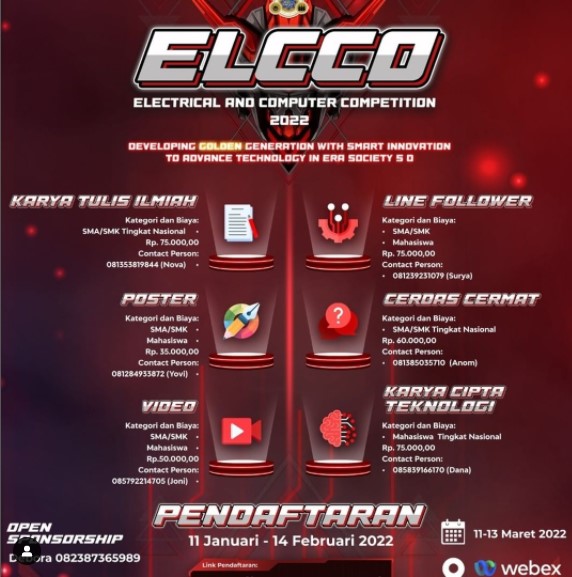 ELCCO
ELECTRICAL AND COMPUTER COMPETITION
2022
DEVELOPING GOLDEN GENERATION WITH SMART INNOVATION
TO ADVANCE TECHNOLOGY IN ERA SOCIETY 5 0
KARYA TULIS ILMIAH
Kategori dan Biaya:
SMA/SMK Tingkat Nasional •
Rp. 75.000,00
Contact Person:
081353819844 (Nova) •
LINE FOLLOWER
Kategori dan Biaya:
• SMA/SMK
• Mahasiswa
Rp. 75.000,00
Contact Person:
• 081239231079 (Surya)
POSTER
Kategori dan Biaya:
SMA/SMK •
Mahasiswa •
Rp. 35.000,00
Contact Person:
081284933872 (Yovi) •
CERDAS CERMAT
Kategori dan Biaya:
• SMA/SMK Tingkat Nasional
Rp. 60.000,00
Contact Person:
• 081385035710 (Anom)
VIDEO
Kategori dan Biaya:
SMA/SMK •
Mahasiswa •
Rp.50.000,00
Contact Person:
085792214705 (Joni) •
KARYA CIPTA
TEKNOLOGI
Kategori dan Biaya:
• Mahasiswa Tingkat Nasional
Rp. 75.000,00
Contact Person:
• 085839166170 (Dana)
PENDAFTARAN
11 Januari - 14 Februari 2022
OPEN
082387365989
11-13 Maret 2022
webex
Link Pendaftaran: